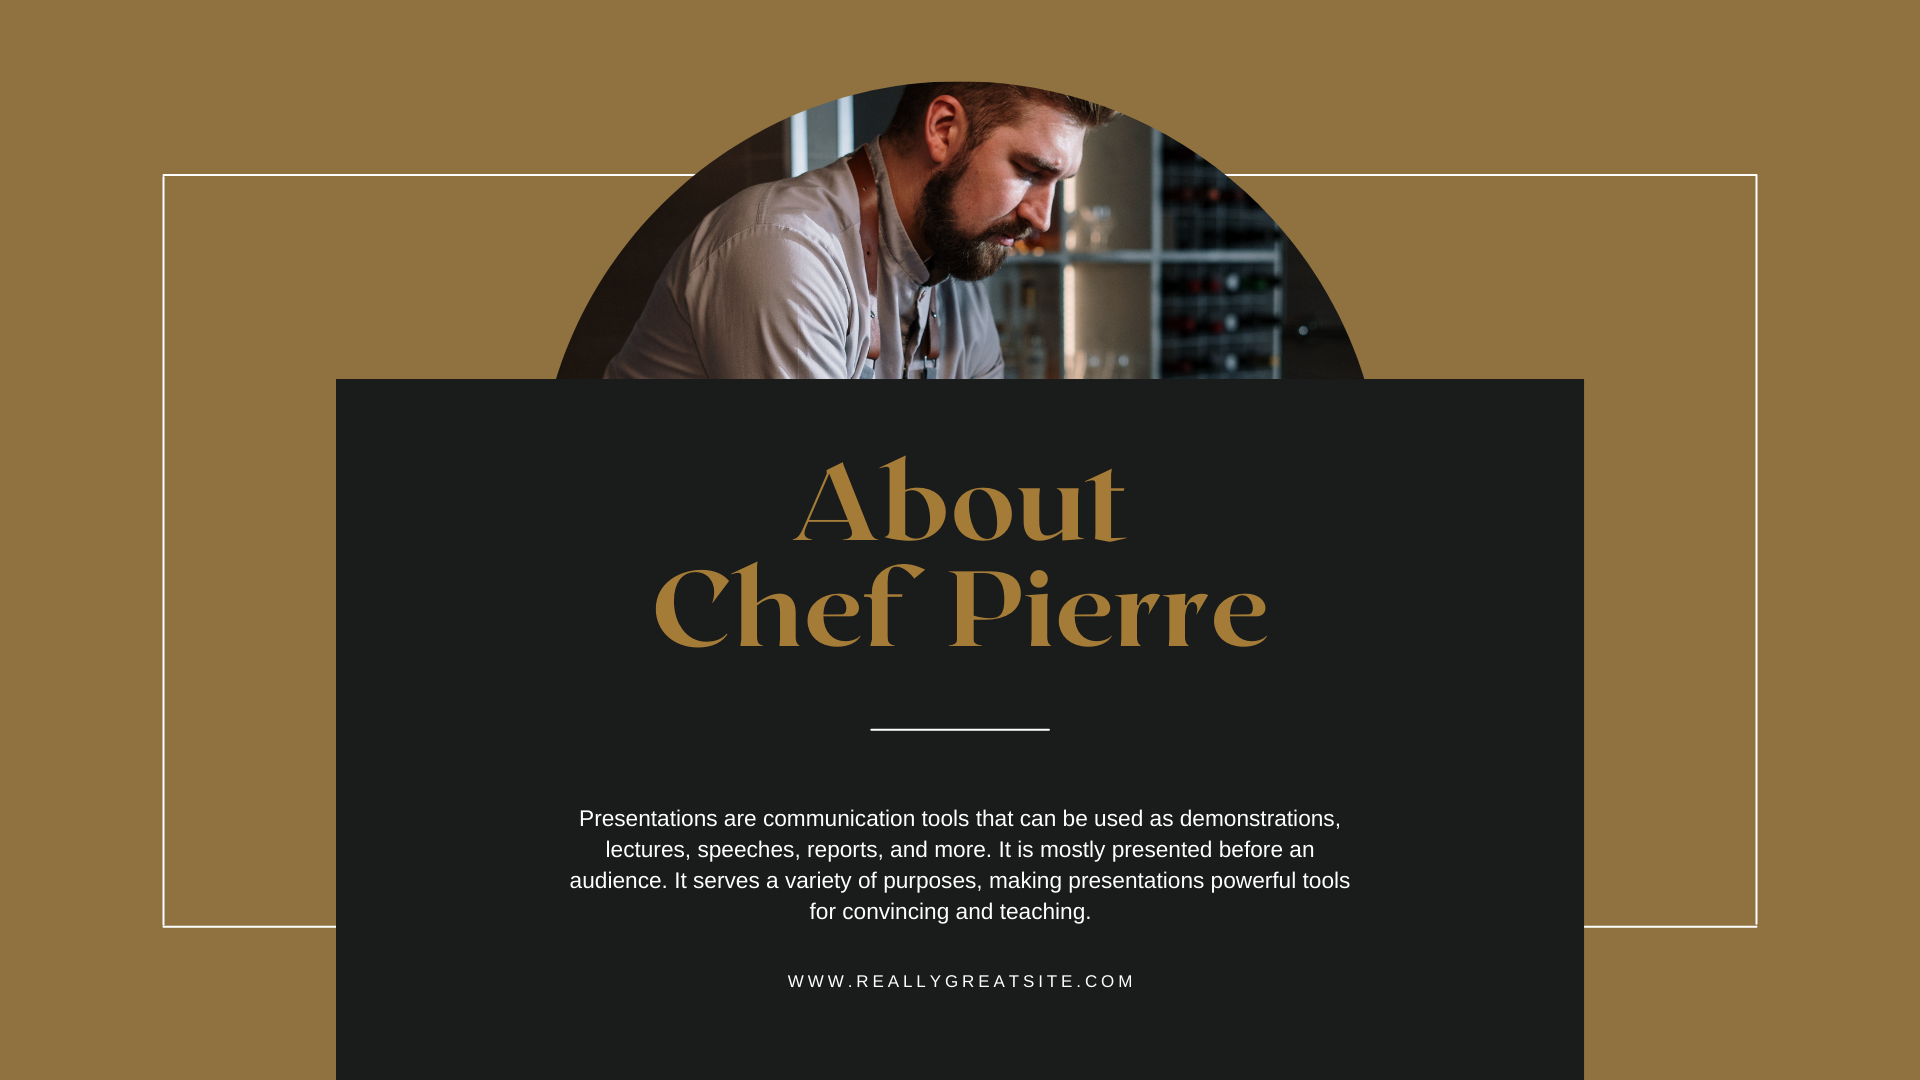 About
Chef Pierre
Presentations are communication tools that can be used as demonstrations,
lectures, speeches, reports, and more. It is mostly presented before an
audience. It serves a variety of purposes, making presentations powerful tools
for convincing and teaching.
WWW.REALLYGREATSITE.COM